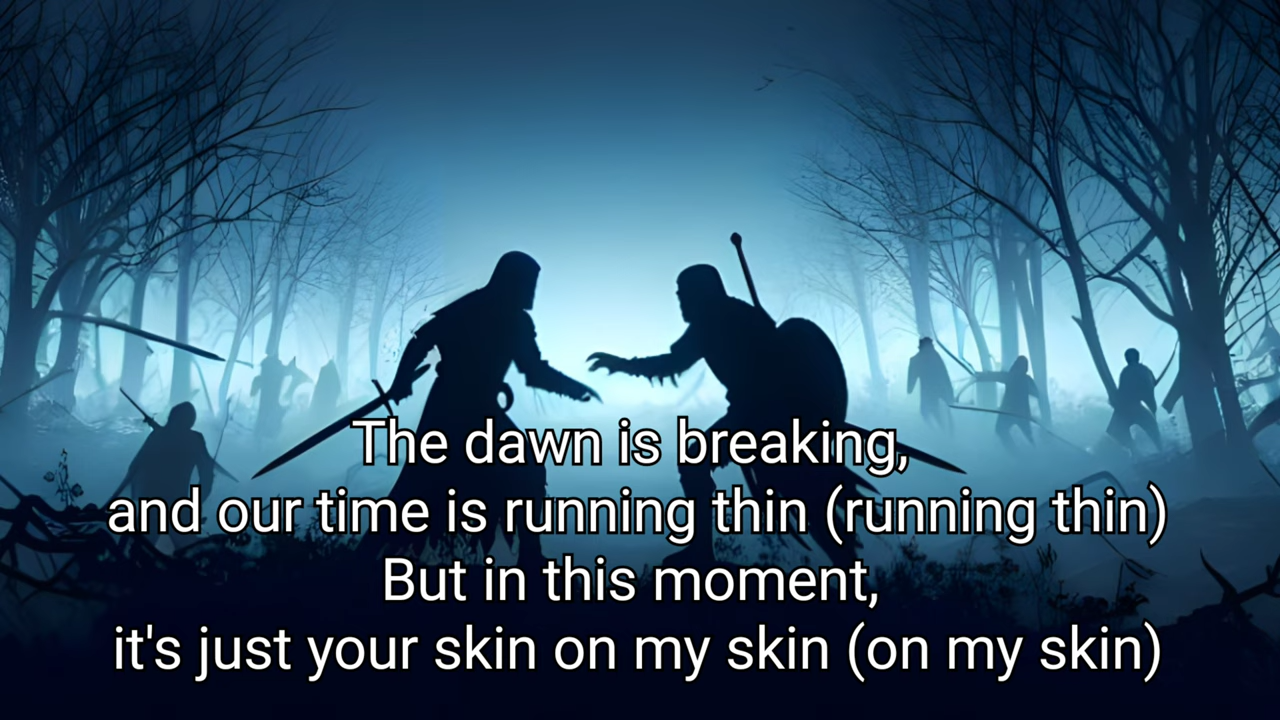 The dawn is breaking,
and our time is running thin (running thin)
But in this moment,
it's just your skin on my skin (on my skin)